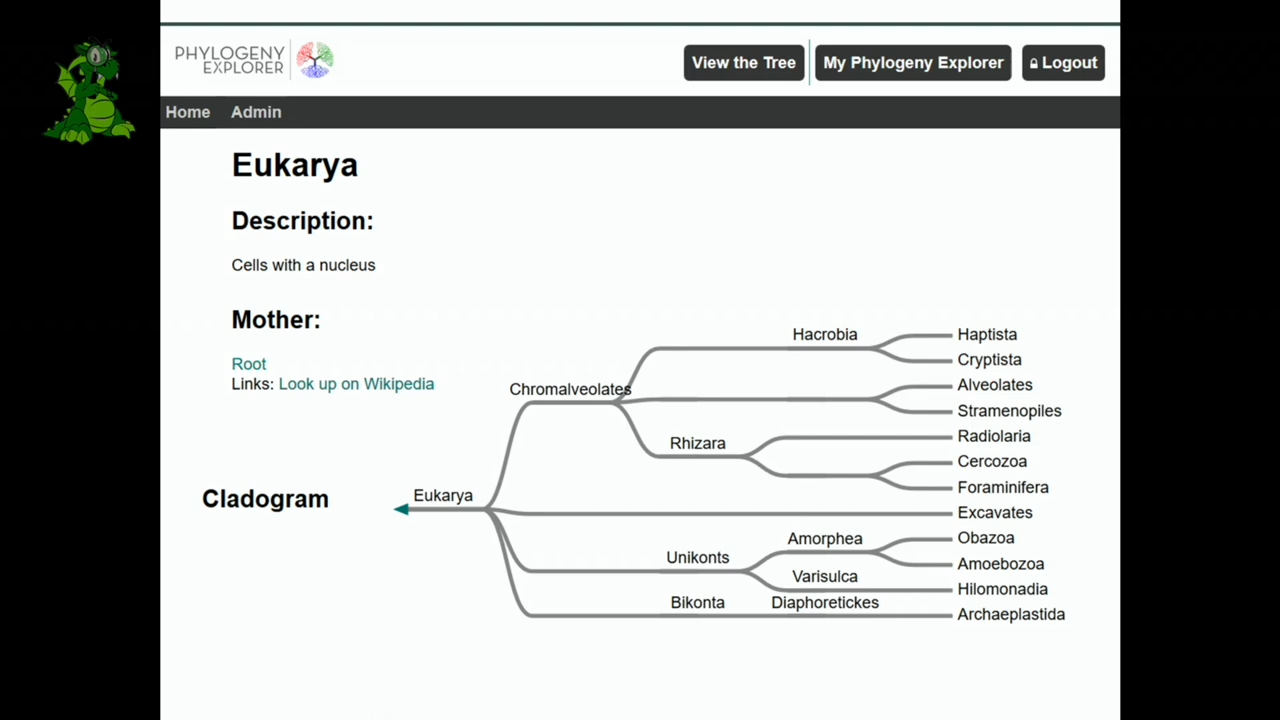 PHYLOGENY
EXPLORER
View the Tree
My Phylogeny Explorer
Logout
Home
Admin
Eukarya
Description:
Cells with a nucleus
Mother:
Root
Links: Look up on Wikipedia
Cladogram
Eukarya
Chromalveolates
Hacrobia
Haptista
Cryptista
Alveolates
Stramenopiles
Rhizara
Radiolaria
Cercozoa
Foraminifera
Excavates
Unikonts
Amorphea
Obazoa
Amoebozoa
Varisulca
Hilomonadia
Bikonta
Diaphoretickes
Archaeplastida